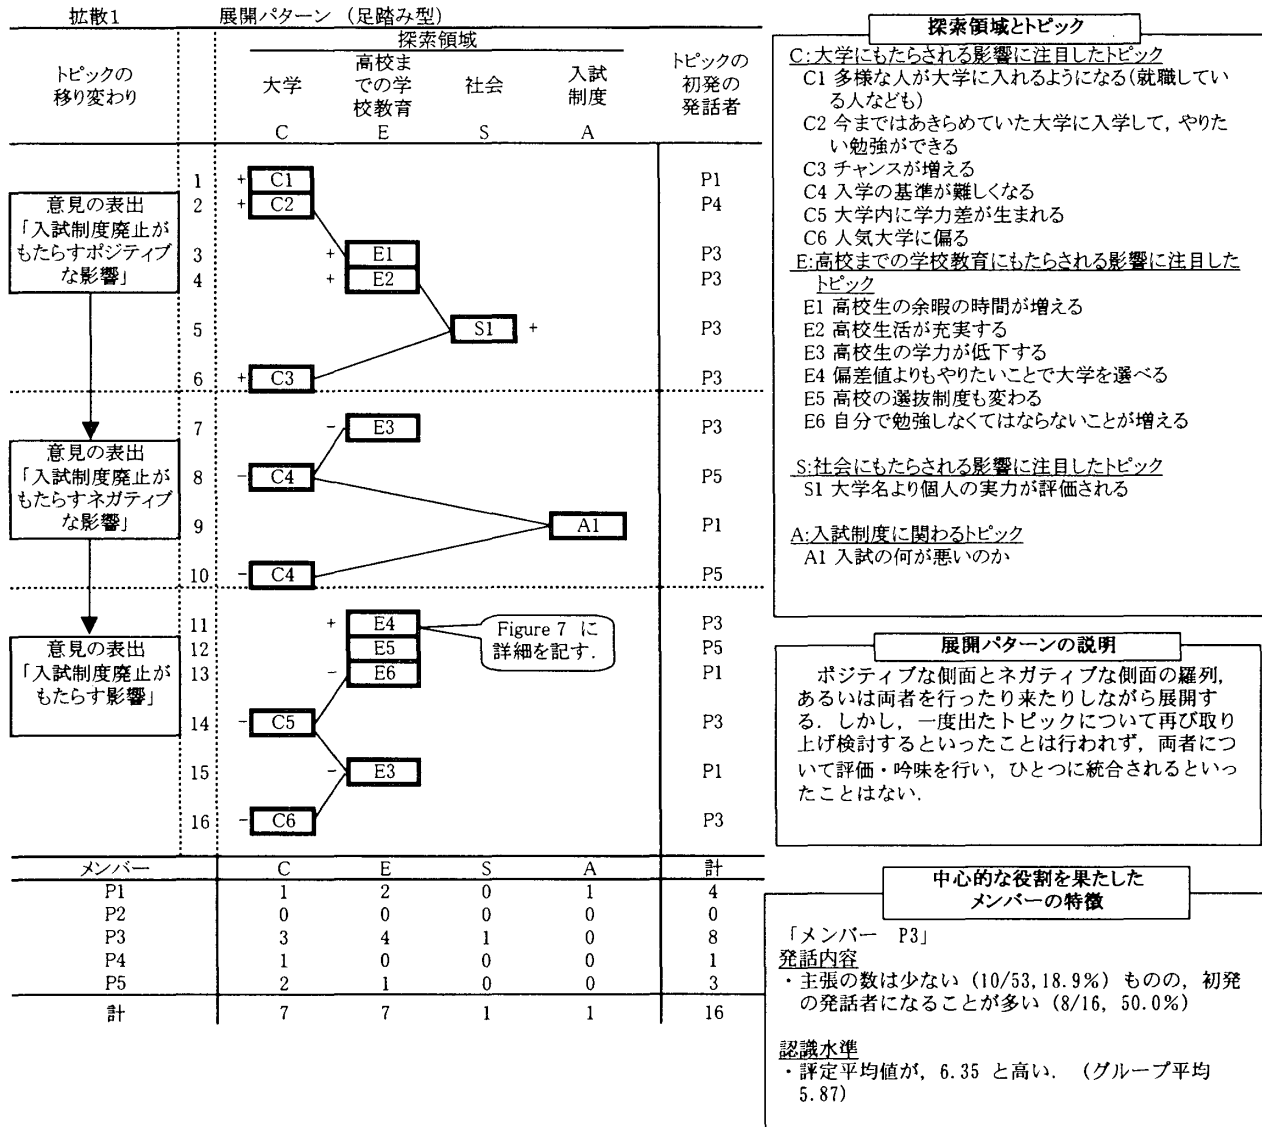 拡散1
展開パターン (足踏み型)
探索領域
トピックの
移り変わり
大学
高校ま
での学
校教育
社会
入試
制度
トピックの
初発の
発話者
C
E
S
A
1 + C1 P1
2 + C2 P4
3 + E1 P3
4 + E2 P3
5 S1 + P3
6 + C3 P3
7 - E3 P3
8 - C4 P5
9 A1 P1
10 - C4 P5
11 + E4 P3
12 E5 P5
13 - E6 P1
14 - C5 P3
15 - E3 P1
16 - C6 P3
意見の表出
「入試制度廃止が
もたらすポジティブ
な影響」
意見の表出
「入試制度廃止が
もたらすネガティブ
な影響」
意見の表出
「入試制度廃止が
もたらす影響」
Figure 7 に
詳細を記す.
メンバー C E S A 計
P1 1 2 0 1 4
P2 0 0 0 0 0
P3 3 4 1 0 8
P4 1 0 0 0 1
P5 2 1 0 0 3
計 7 7 1 1 16
探索領域とトピック
C:大学にもたらされる影響に注目したトピック
C1 多様な人が大学に入れるようになる(就職してい
る人なども)
C2 今まではあきらめていた大学に入学して, やりた
い勉強ができる
C3 チャンスが増える
C4 入学の基準が難しくなる
C5 大学内に学力差が生まれる
C6 人気大学に偏る
E:高校までの学校教育にもたらされる影響に注目した
トピック
E1 高校生の余暇の時間が増える
E2 高校生活が充実する
E3 高校生の学力が低下する
E4 偏差値よりもやりたいことで大学を選べる
E5 高校の選抜制度も変わる
E6 自分で勉強しなくてはならないことが増える
S:社会にもたらされる影響に注目したトピック
S1 大学名より個人の実力が評価される
A:入試制度に関わるトピック
A1 入試の何が悪いのか
展開パターンの説明
ポジティブな側面とネガティブな側面の羅列,
あるいは両者を行ったり来たりしながら展開す
る. しかし, 一度出たトピックについて再び取り
上げ検討するといったことは行われず, 両者につ
いて評価・吟味を行い, ひとつに統合されるといっ
たことはない.
中心的な役割を果たした
メンバーの特徴
「メンバー P3」
発話内容
・主張の数は少ない (10/53,18.9%) ものの, 初発
の発話者になることが多い (8/16, 50.0%)
認識水準
・評定平均値が, 6.35 と高い. (グループ平均
5.87)